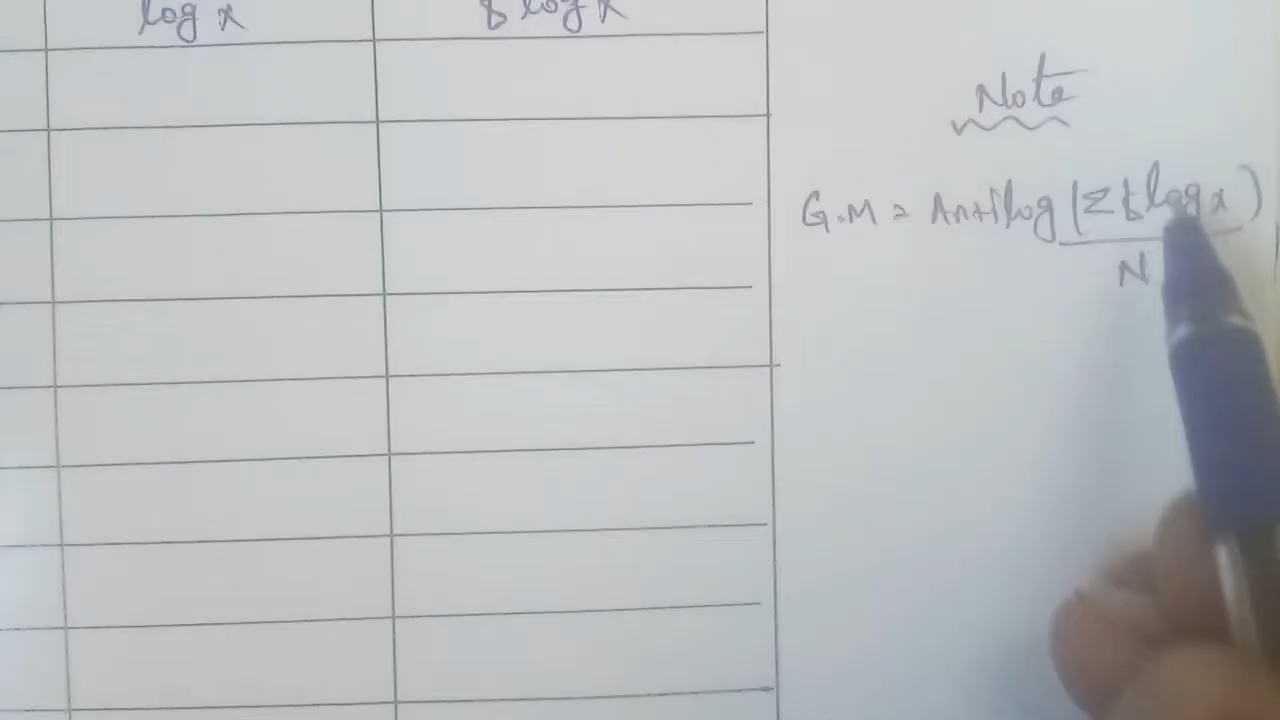 log x
f log x
Note
G.M = Antilog (Σ f log x)
N